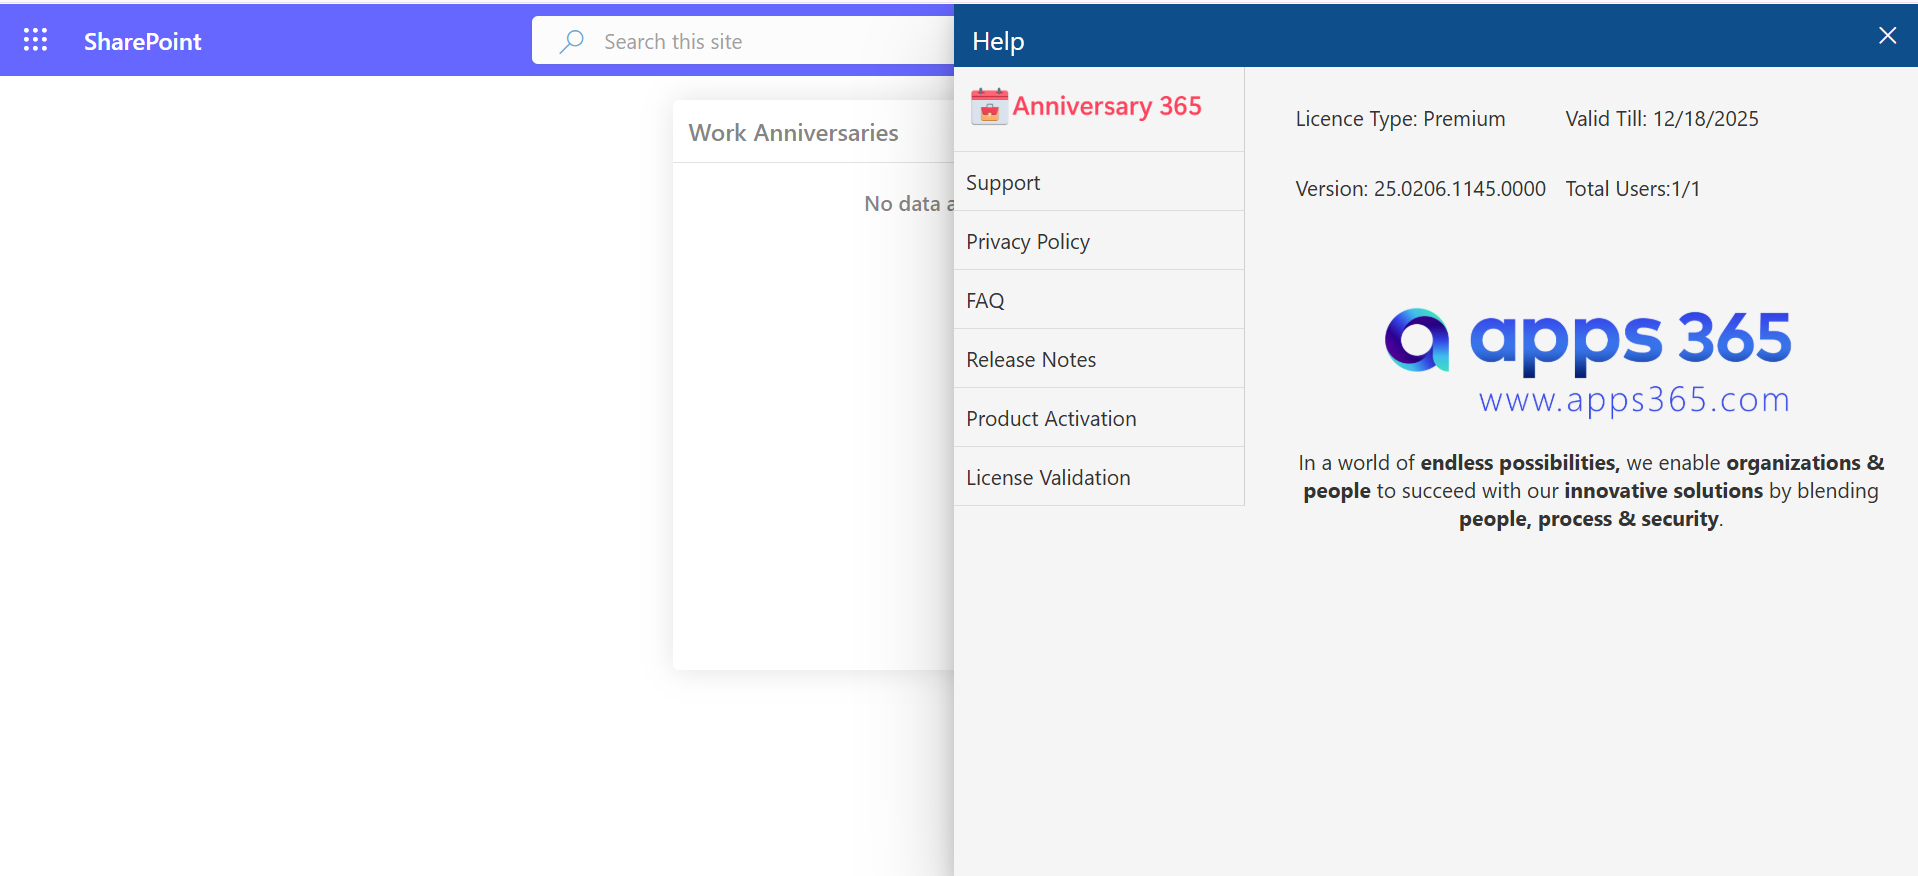 SharePoint
Search this site
Work Anniversaries
No data
Help
Anniversary 365
Support
Privacy Policy
FAQ
Release Notes
Product Activation
License Validation
Licence Type: Premium
Valid Till: 12/18/2025
Version: 25.0206.1145.0000
Total Users:1/1
apps 365
www.apps365.com
In a world of endless possibilities, we enable organizations &
people to succeed with our innovative solutions by blending
people, process & security.